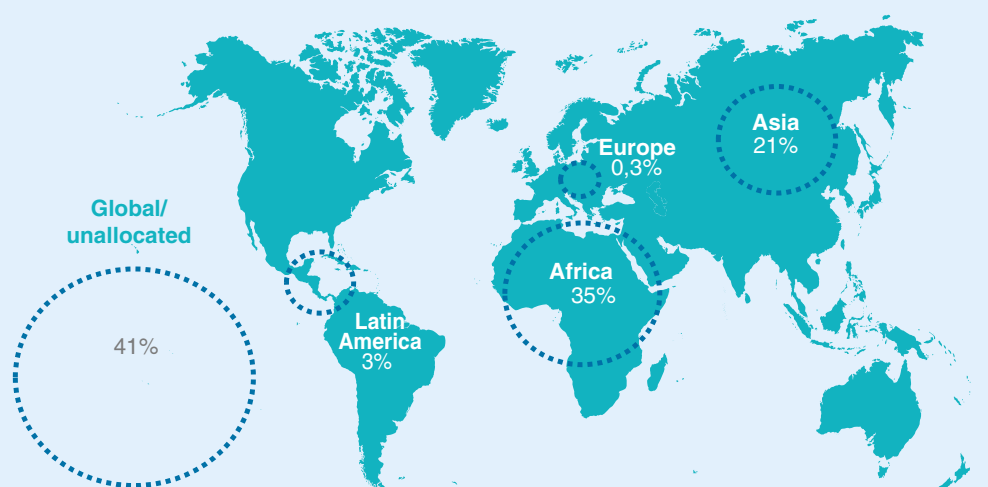 Global/
unallocated
41%
Latin
America
3%
Europe
0,3%
Africa
35%
Asia
21%